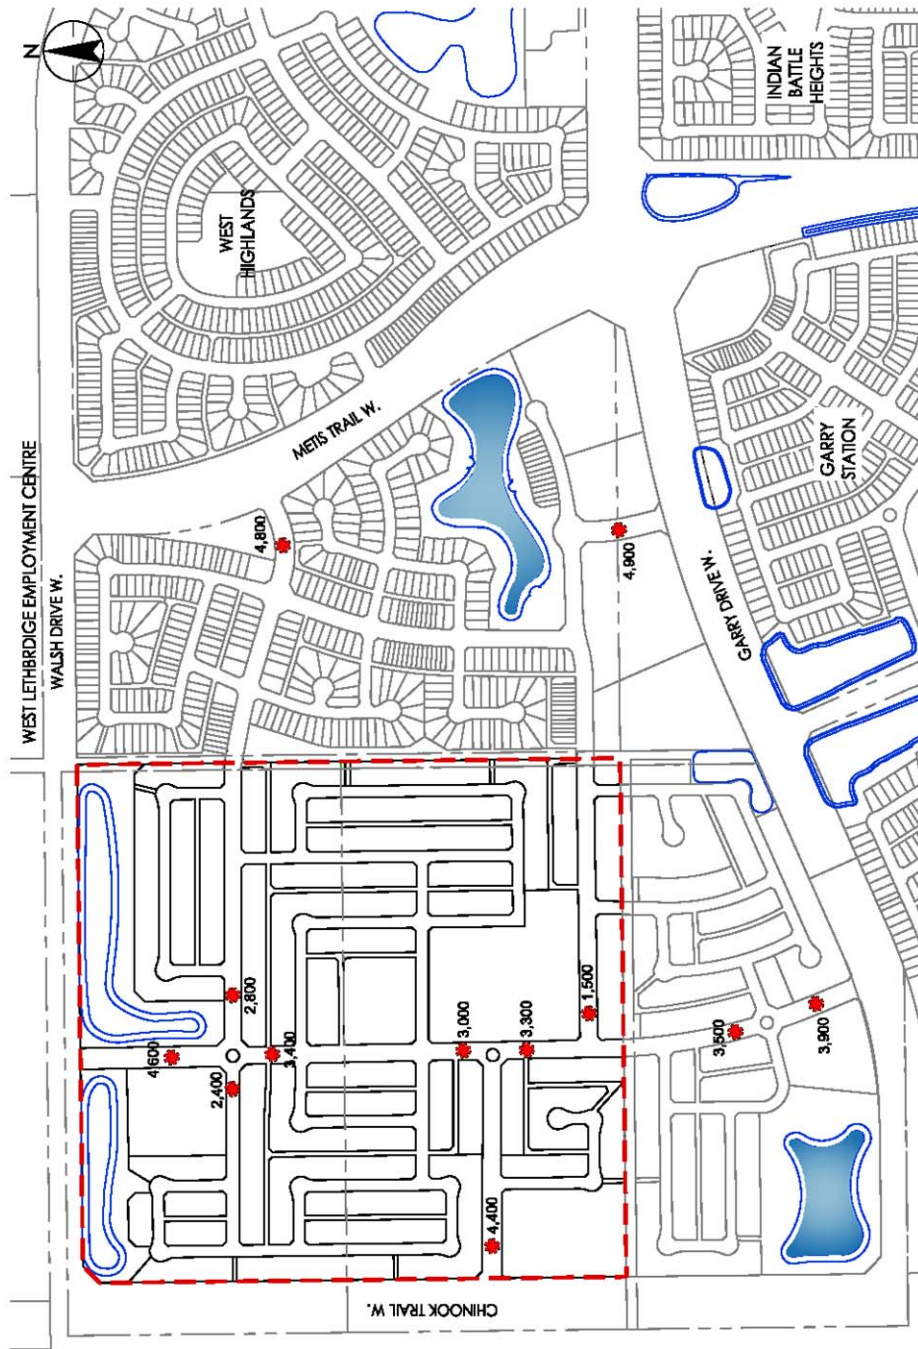 N
WEST LETHBRDIGE EMPLOYMENT CENTRE
WALSH DRIVE W.
4,600
WEST
HIGHLANDS
2,400
2,800
4,800
3,400
METIS TRAIL W.
CHINOOK TRAIL W.
3,000
4,400
3,300
1,500
4,900
3,500
GARRY DRIVE W.
INDIAN
BATTLE
HEIGHTS
3,900
GARRY
STATION